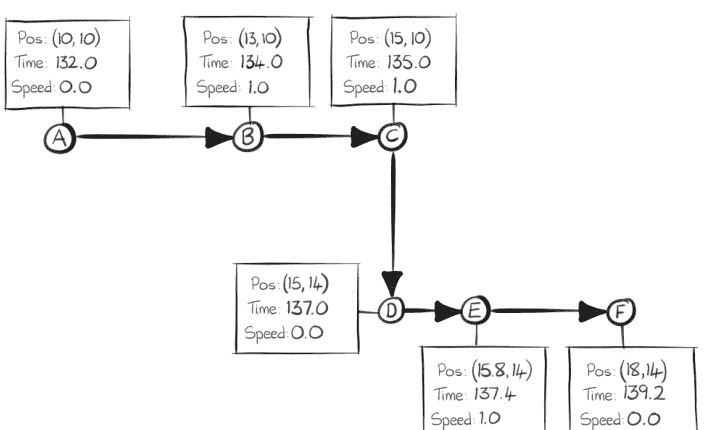 Pos: (10, 10)
Time: 132.0
Speed: 0.0
Pos: (13,10)
Time: 134.0
Speed: 1.0
Pos: (15, 10)
Time: 135.0
Speed: 1.0
A
B
C
Pos: (15, 14)
Time: 137.0
Speed: 0.0
D
E
F
Pos: (15.8, 14)
Time: 137.4
Speed: 1.0
Pos: (18,14)
Time: 139.2
Speed: 0.0